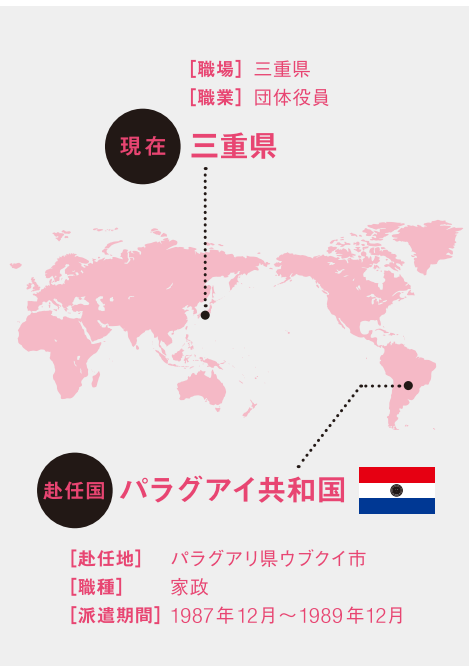 ［職場］ 三重県
［職業］ 団体役員
現在 三重県
赴任国 パラグアイ共和国
［赴任地］ パラグアリ県ウブクイ市
［職種］ 家政
［派遣期間］ 1987年12月〜1989年12月